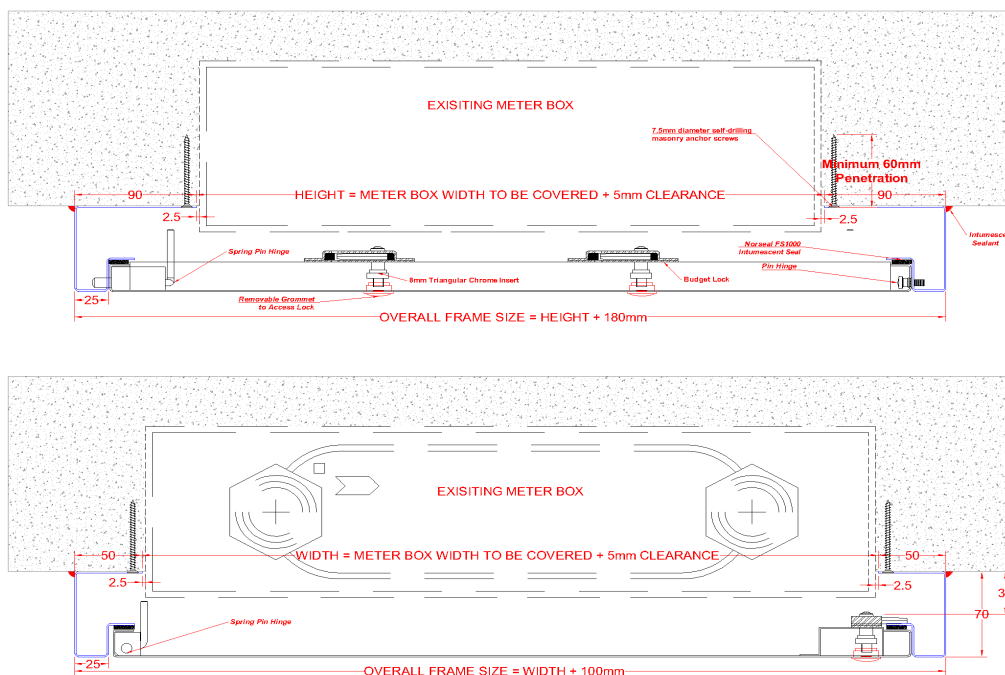 EXISITING METER BOX
7.5mm diameter self-drilling
masonry anchor screws
Minimum 60mm
Penetration
90
HEIGHT = METER BOX WIDTH TO BE COVERED + 5mm CLEARANCE
90
2.5
2.5
Intumesce
Sealant
Spring Pin Hinge
Norseal FS1000
Intumescent Seal
Pin Hinge
8mm Triangular Chrome Insert
Budget Lock
25
Removable Grommet
to Access Lock
OVERALL FRAME SIZE = HEIGHT + 180mm
EXISITING METER BOX
50
WIDTH = METER BOX WIDTH TO BE COVERED + 5mm CLEARANCE
50
2.5
2.5
3
70
Spring Pin Hinge
25
OVERALL FRAME SIZE = WIDTH + 100mm